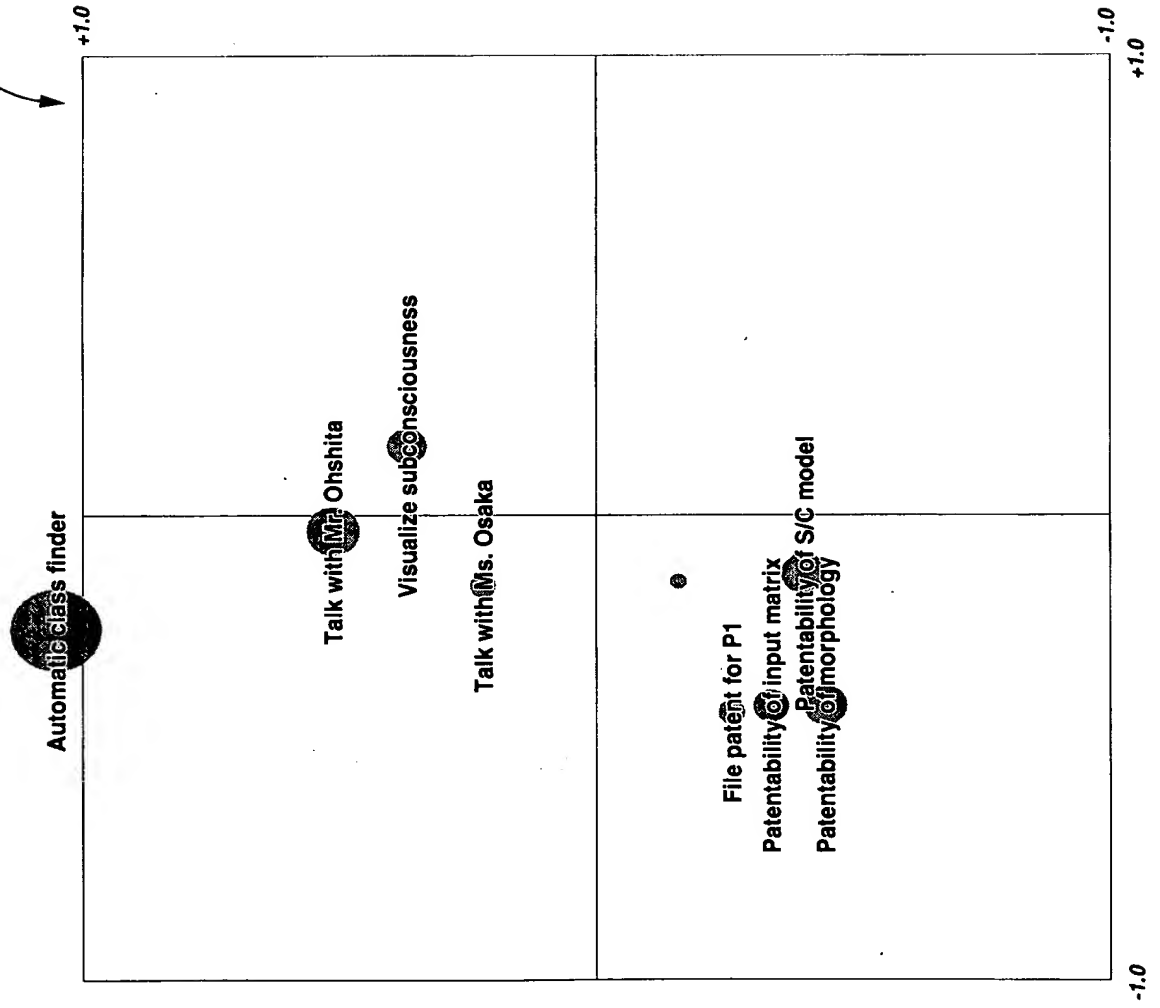 Automatic class finder
+1.0
Talk with Mr. Ohshita
Visualize subconsciousness
Talk with Ms. Osaka
File patent for P1
Patentability of input matrix
Patentability of S/C model
Patentability of morphology
-1.0
-1.0
+1.0